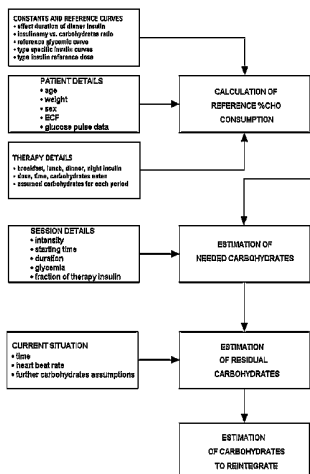 CONSTANTS AND REFERENCE CURVES
• effect duration of dinner insulin
• insulinemy vs. carbohydrates ratio
• reference glycemic curve
• type specific insulin curves
• type insulin reference dose
PATIENT DETAILS
• age
• weight
• sex
• ECF
• glucose pulse data
CALCULATION OF
REFERENCE %CHO
CONSUMPTION
THERAPY DETAILS
• breakfast, lunch, dinner, night insulin
• dose, time, carbohydrates notes
• assumed carbohydrates for each period
SESSION DETAILS
• intensity
• starting time
• duration
• glycemia
• fraction of therapy insulin
ESTIMATION OF
NEEDED CARBOHYDRATES
CURRENT SITUATION
• time
• heart beat rate
• further carbohydrates assumptions
ESTIMATION
OF RESIDUAL
CARBOHYDRATES
ESTIMATION
OF CARBOHYDRATES
TO REINTEGRATE